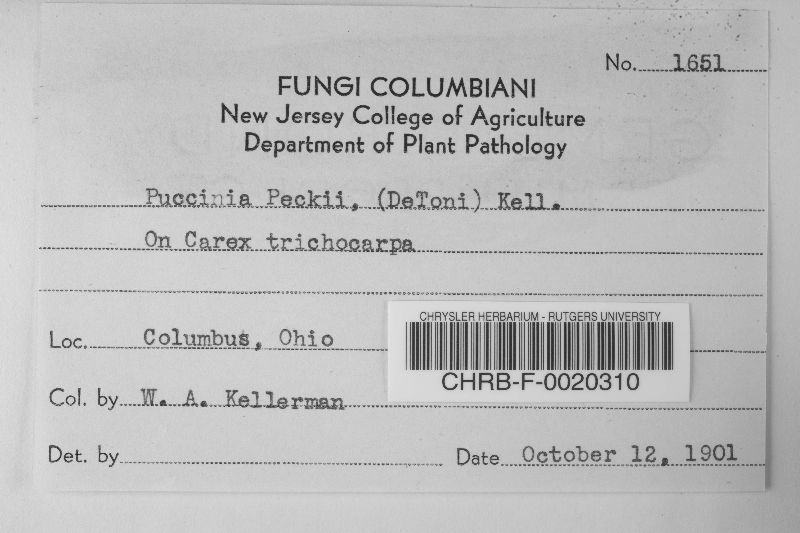 No. 1651
FUNGI COLUMBIANI
New Jersey College of Agriculture
Department of Plant Pathology
Puccinia Peckii, (DeToni) Kell.
On Carex trichocarpa
Loc. Columbus, Ohio
CHRYSLER HERBARIUM - RUTGERS UNIVERSITY
CHRB-F-0020310
Col. by W. A. Kellerman
Det. by
Date October 12, 1901